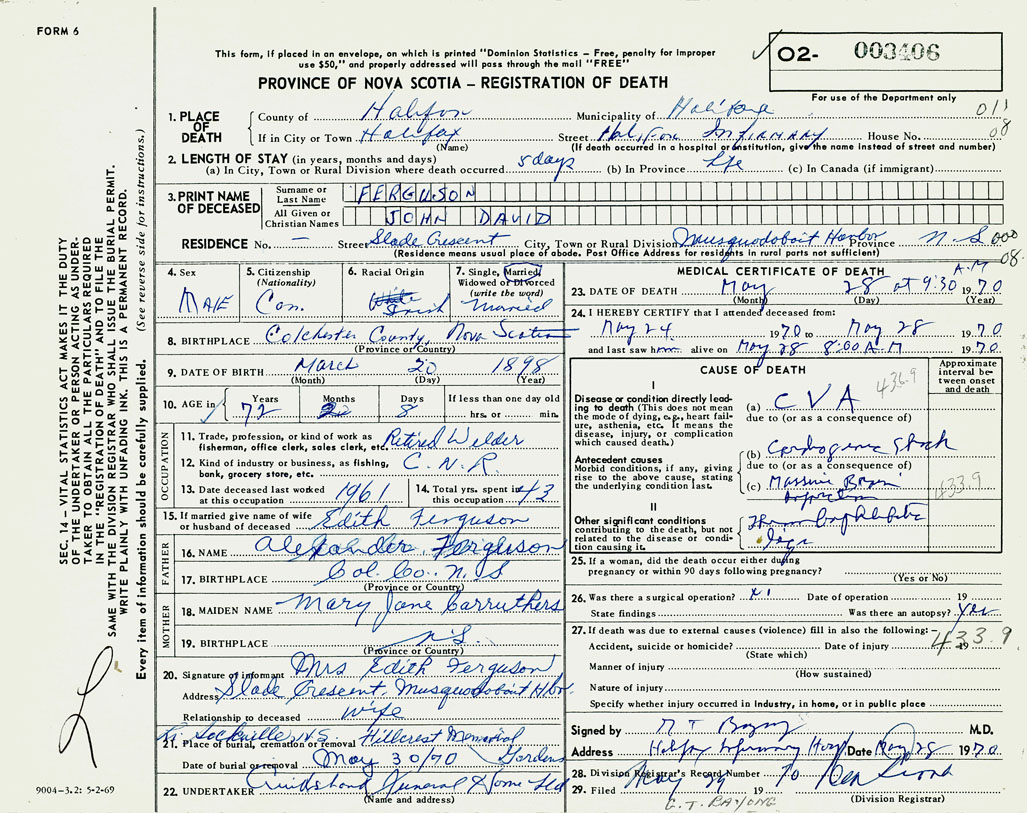 FORM 6
This form, if placed in an envelope, on which is printed "Dominion Statistics – Free, penalty for improper
use $50," and properly addressed will pass through the mail "FREE"
PROVINCE OF NOVA SCOTIA – REGISTRATION OF DEATH
02- 003406
For use of the Department only
1. PLACE OF DEATH
County of Halifax Municipality of Halifax 011
If in City or Town Halifax Street Halifax Infirmary House No. 08
(Name) (If death occurred in a hospital or institution, give the name instead of street and number)
2. LENGTH OF STAY (in years, months and days)
(a) In City, Town or Rural Division where death occurred 5 days (b) In Province Life (c) In Canada (if immigrant)
3. PRINT NAME OF DECEASED
Surname or Last Name FERGUSON
All Given or Christian Names JOHN DAVID
RESIDENCE No. – Street Slade Crescent City, Town or Rural Division Musquodoboit Harbor Province N.S 000
(Residence means usual place of abode. Post Office Address for residents in rural parts not sufficient) 08
4. Sex Male
5. Citizenship (Nationality) Can.
6. Racial Origin White Irish
7. Single, Married, Widowed or Divorced (write the word) Married
8. BIRTHPLACE Colchester County, Nova Scotia
(Province or Country)
9. DATE OF BIRTH March 20 1898
(Month) (Day) (Year)
10. AGE in Years 72 Months 2 Days 8 If less than one day old hrs. or min.
OCCUPATION
11. Trade, profession, or kind of work as fisherman, office clerk, sales clerk, etc. Retired Welder
12. Kind of industry or business, as fishing, bank, grocery store, etc. C.N.R.
13. Date deceased last worked at this occupation 1961
14. Total yrs. spent in this occupation 43
15. If married give name of wife or husband of deceased Edith Ferguson
FATHER
16. NAME Alexander Ferguson
17. BIRTHPLACE Col. Co. N.S
(Province or Country)
MOTHER
18. MAIDEN NAME Mary Jane Carruthers
19. BIRTHPLACE N.S.
(Province or Country)
20. Signature of informant Mrs Edith Ferguson
Address Slade Crescent, Musquodoboit Hbr.
Relationship to deceased wife
Sackville N.S.
21. Place of burial, cremation or removal Hillcrest Memorial Gardens
Date of burial or removal May 30/70
22. UNDERTAKER Funeral Home Ltd
(Name and address)
MEDICAL CERTIFICATE OF DEATH
23. DATE OF DEATH May 28 at 9:30 A.M 1970
(Month) (Day) (Year)
24. I HEREBY CERTIFY that I attended deceased from:
May 24 1970 to May 28 1970
and last saw him alive on May 28 8:00 A.M 1970
CAUSE OF DEATH
Approximate interval between onset and death
I
Disease or condition directly leading to death (This does not mean the mode of dying, e.g., heart failure, asthenia, etc. It means the disease, injury, or complication which caused death.)
436.9
(a) CVA
due to (or as a consequence of)
Antecedent causes
Morbid conditions, if any, giving rise to the above cause, stating the underlying condition last.
(b) Cardiogenic Shock
due to (or as a consequence of)
(c) Massive Brain
433.9
II
Other significant conditions contributing to the death, but not related to the disease or condition causing it.
Thrombophlebitis
legs
25. If a woman, did the death occur either during
pregnancy or within 90 days following pregnancy?
(Yes or No)
26. Was there a surgical operation? Date of operation 19
State findings Was there an autopsy? Yes
27. If death was due to external causes (violence) fill in also the following:– 433.9
Accident, suicide or homicide? Date of injury 19
(State which)
Manner of injury
(How sustained)
Nature of injury
Specify whether injury occurred in industry, in home, or in public place
Signed by M.D.
Address Halifax Infirmary Hosp Date May 28 1970
28. Division Registrar's Record Number
29. Filed May 29 1970
(Division Registrar)
SEC. 14 – VITAL STATISTICS ACT MAKES IT THE DUTY
OF THE UNDERTAKER OR PERSON ACTING AS UNDER-
TAKER TO OBTAIN ALL THE PARTICULARS REQUIRED
IN THE "REGISTRATION OF DEATH" AND TO FILE THE
SAME WITH THE DIVISION REGISTRAR WHO SHALL ISSUE THE BURIAL PERMIT.
WRITE PLAINLY WITH UNFADING INK. THIS IS A PERMANENT RECORD.
Every item of information should be carefully supplied. (See reverse side for instructions.)
9004-3.2: 5-2-69